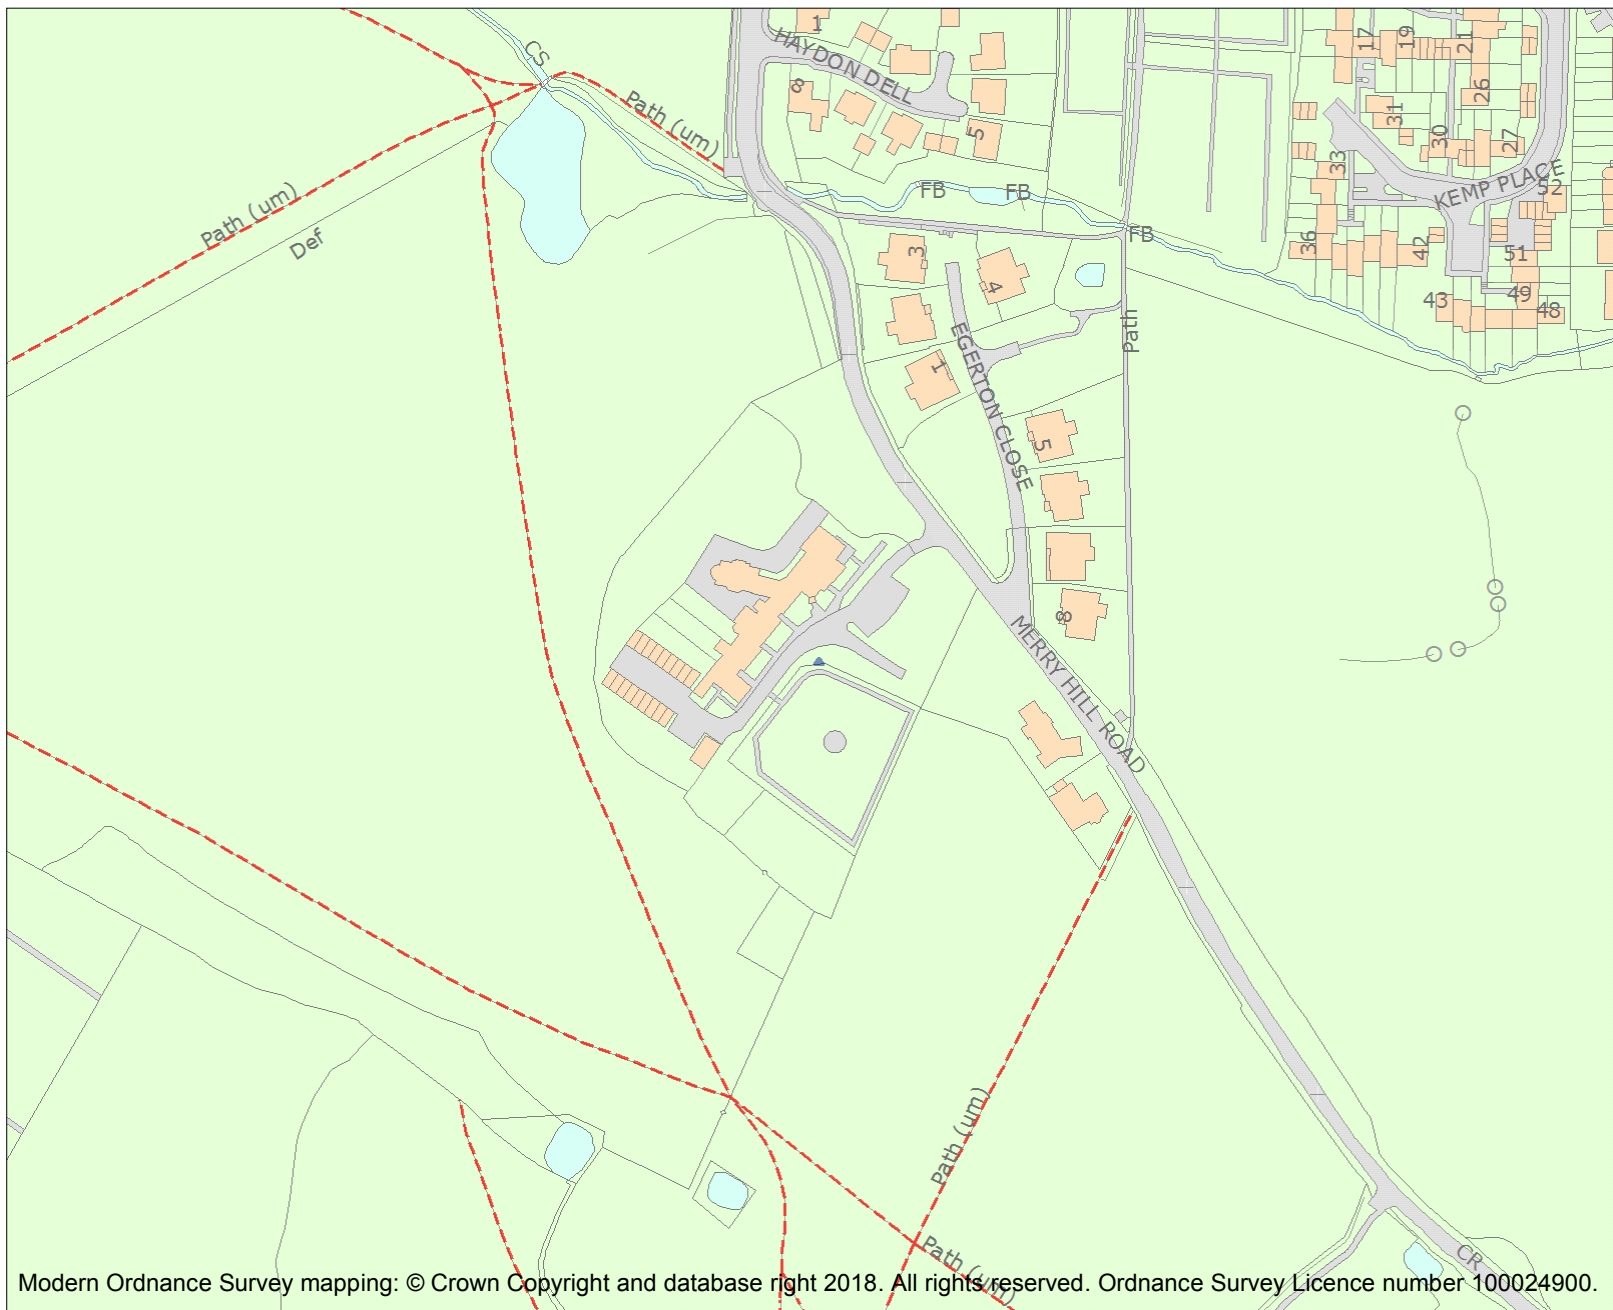 CS
1
HAYDON DELL
8
5
Path (um)
17
19
21
26
31
30
27
33
KEMP PLACE
52
36
42
51
43
49
48
Path (um)
Def
FB
FB
FB
3
4
Path
1
EGERTON CLOSE
5
8
MERRY HILL ROAD
Path (um)
Path (um)
CR
Modern Ordnance Survey mapping: © Crown Copyright and database right 2018. All rights reserved. Ordnance Survey Licence number 100024900.